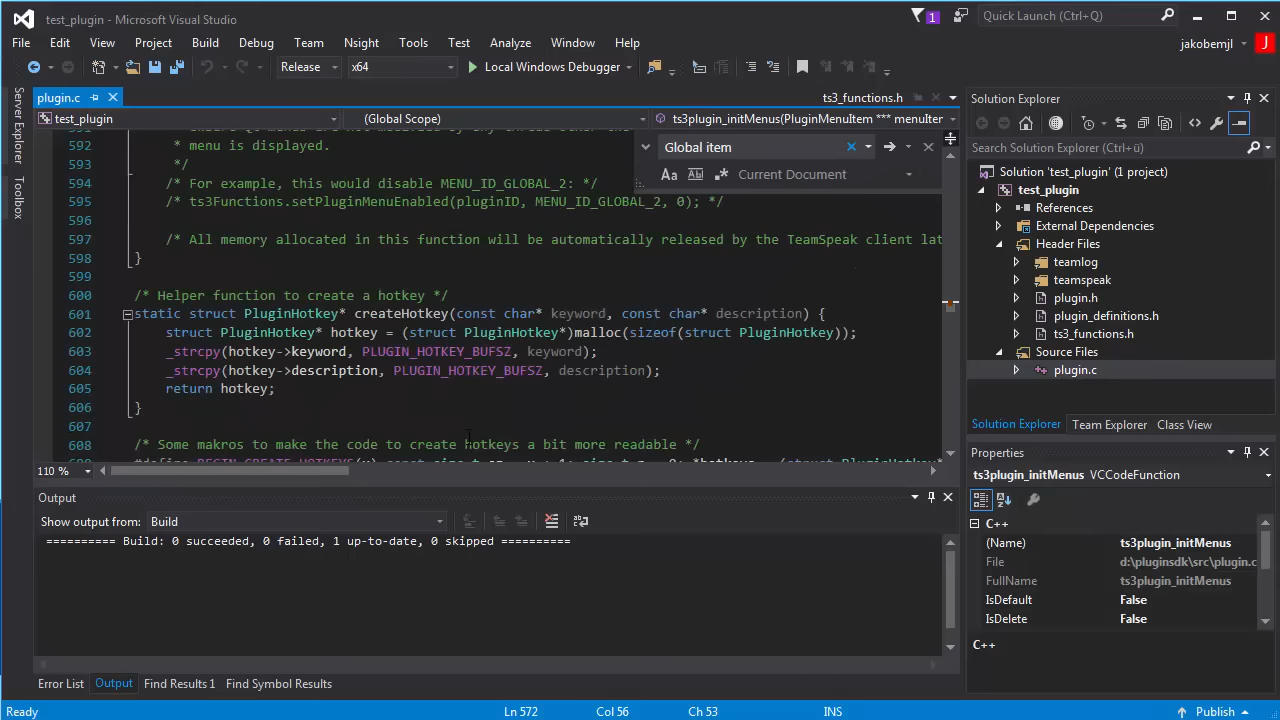 test_plugin - Microsoft Visual Studio
1
Quick Launch (Ctrl+Q)
File Edit View Project Build Debug Team Nsight Tools Test Analyze Window Help
jakobemjl
J
Release
x64
Local Windows Debugger
Server Explorer
Toolbox
plugin.c
ts3_functions.h
test_plugin
(Global Scope)
ts3plugin_initMenus(PluginMenuItem *** menuIter
Global item
Aa Ab .* Current Document
591
592 * menu is displayed.
593 */
594 /* For example, this would disable MENU_ID_GLOBAL_2: */
595 /* ts3Functions.setPluginMenuEnabled(pluginID, MENU_ID_GLOBAL_2, 0); */
596
597 /* All memory allocated in this function will be automatically released by the TeamSpeak client lat
598 }
599
600 /* Helper function to create a hotkey */
601 static struct PluginHotkey* createHotkey(const char* keyword, const char* description) {
602 struct PluginHotkey* hotkey = (struct PluginHotkey*)malloc(sizeof(struct PluginHotkey));
603 _strcpy(hotkey->keyword, PLUGIN_HOTKEY_BUFSZ, keyword);
604 _strcpy(hotkey->description, PLUGIN_HOTKEY_BUFSZ, description);
605 return hotkey;
606 }
607
608 /* Some makros to make the code to create hotkeys a bit more readable */
110 %
Output
Show output from: Build
========== Build: 0 succeeded, 0 failed, 1 up-to-date, 0 skipped ==========
Error List Output Find Results 1 Find Symbol Results
Solution Explorer
Search Solution Explorer (Ctrl+ü)
Solution 'test_plugin' (1 project)
test_plugin
References
External Dependencies
Header Files
teamlog
teamspeak
plugin.h
plugin_definitions.h
ts3_functions.h
Source Files
plugin.c
Solution Explorer Team Explorer Class View
Properties
ts3plugin_initMenus VCCodeFunction
C++
(Name) ts3plugin_initMenus
File d:\pluginsdk\src\plugin.c
FullName ts3plugin_initMenus
IsDefault False
IsDelete False
C++
Ready
Ln 572
Col 56
Ch 53
INS
Publish